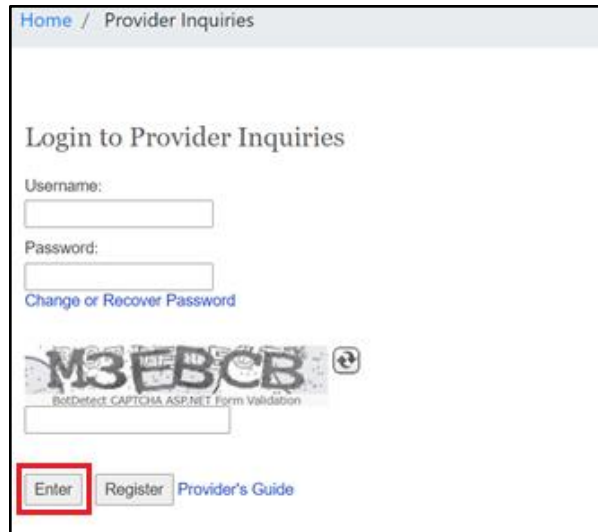 Home / Provider Inquiries
Login to Provider Inquiries
Username:
Password:
Change or Recover Password
M3EBCB
BotDetect CAPTCHA ASP.NET Form Validation
Enter Register Provider's Guide